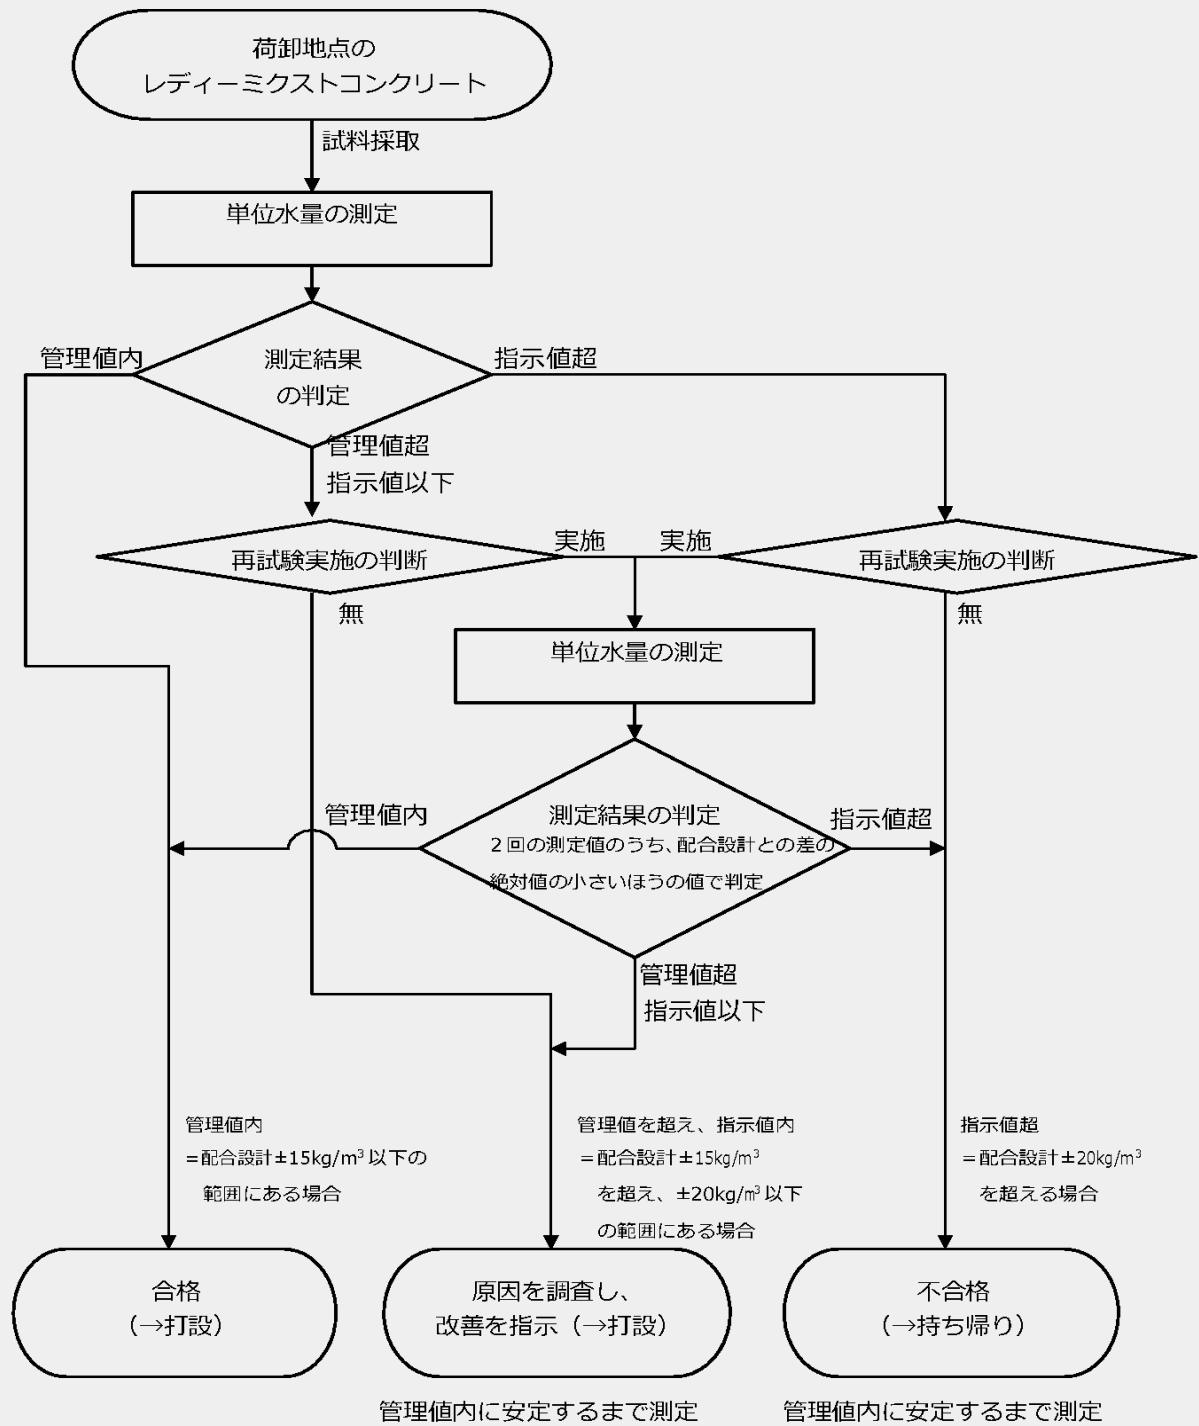 荷卸地点の
レディーミクストコンクリート
試料採取
単位水量の測定
管理値内
測定結果
の判定
指示値超
管理値超
指示値以下
再試験実施の判断
実施
実施
再試験実施の判断
無
無
単位水量の測定
管理値内
測定結果の判定
2回の測定値のうち、配合設計との差の
絶対値の小さいほうの値で判定
指示値超
管理値超
指示値以下
管理値内
=配合設計±15kg/m³以下の
範囲にある場合
管理値を超え、指示値内
=配合設計±15kg/m³
を超え、±20kg/m³以下
の範囲にある場合
指示値超
=配合設計±20kg/m³
を超える場合
合格
(→打設)
原因を調査し、
改善を指示(→打設)
不合格
(→持ち帰り)
管理値内に安定するまで測定
管理値内に安定するまで測定